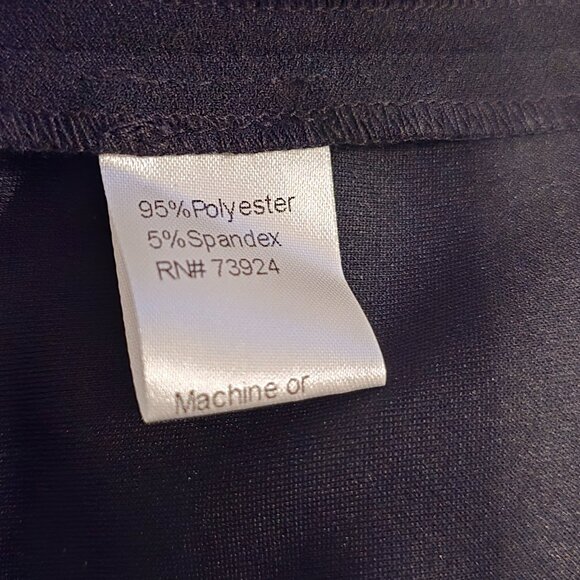 95%Polyester
5%Spandex
RN# 73924
Machine or